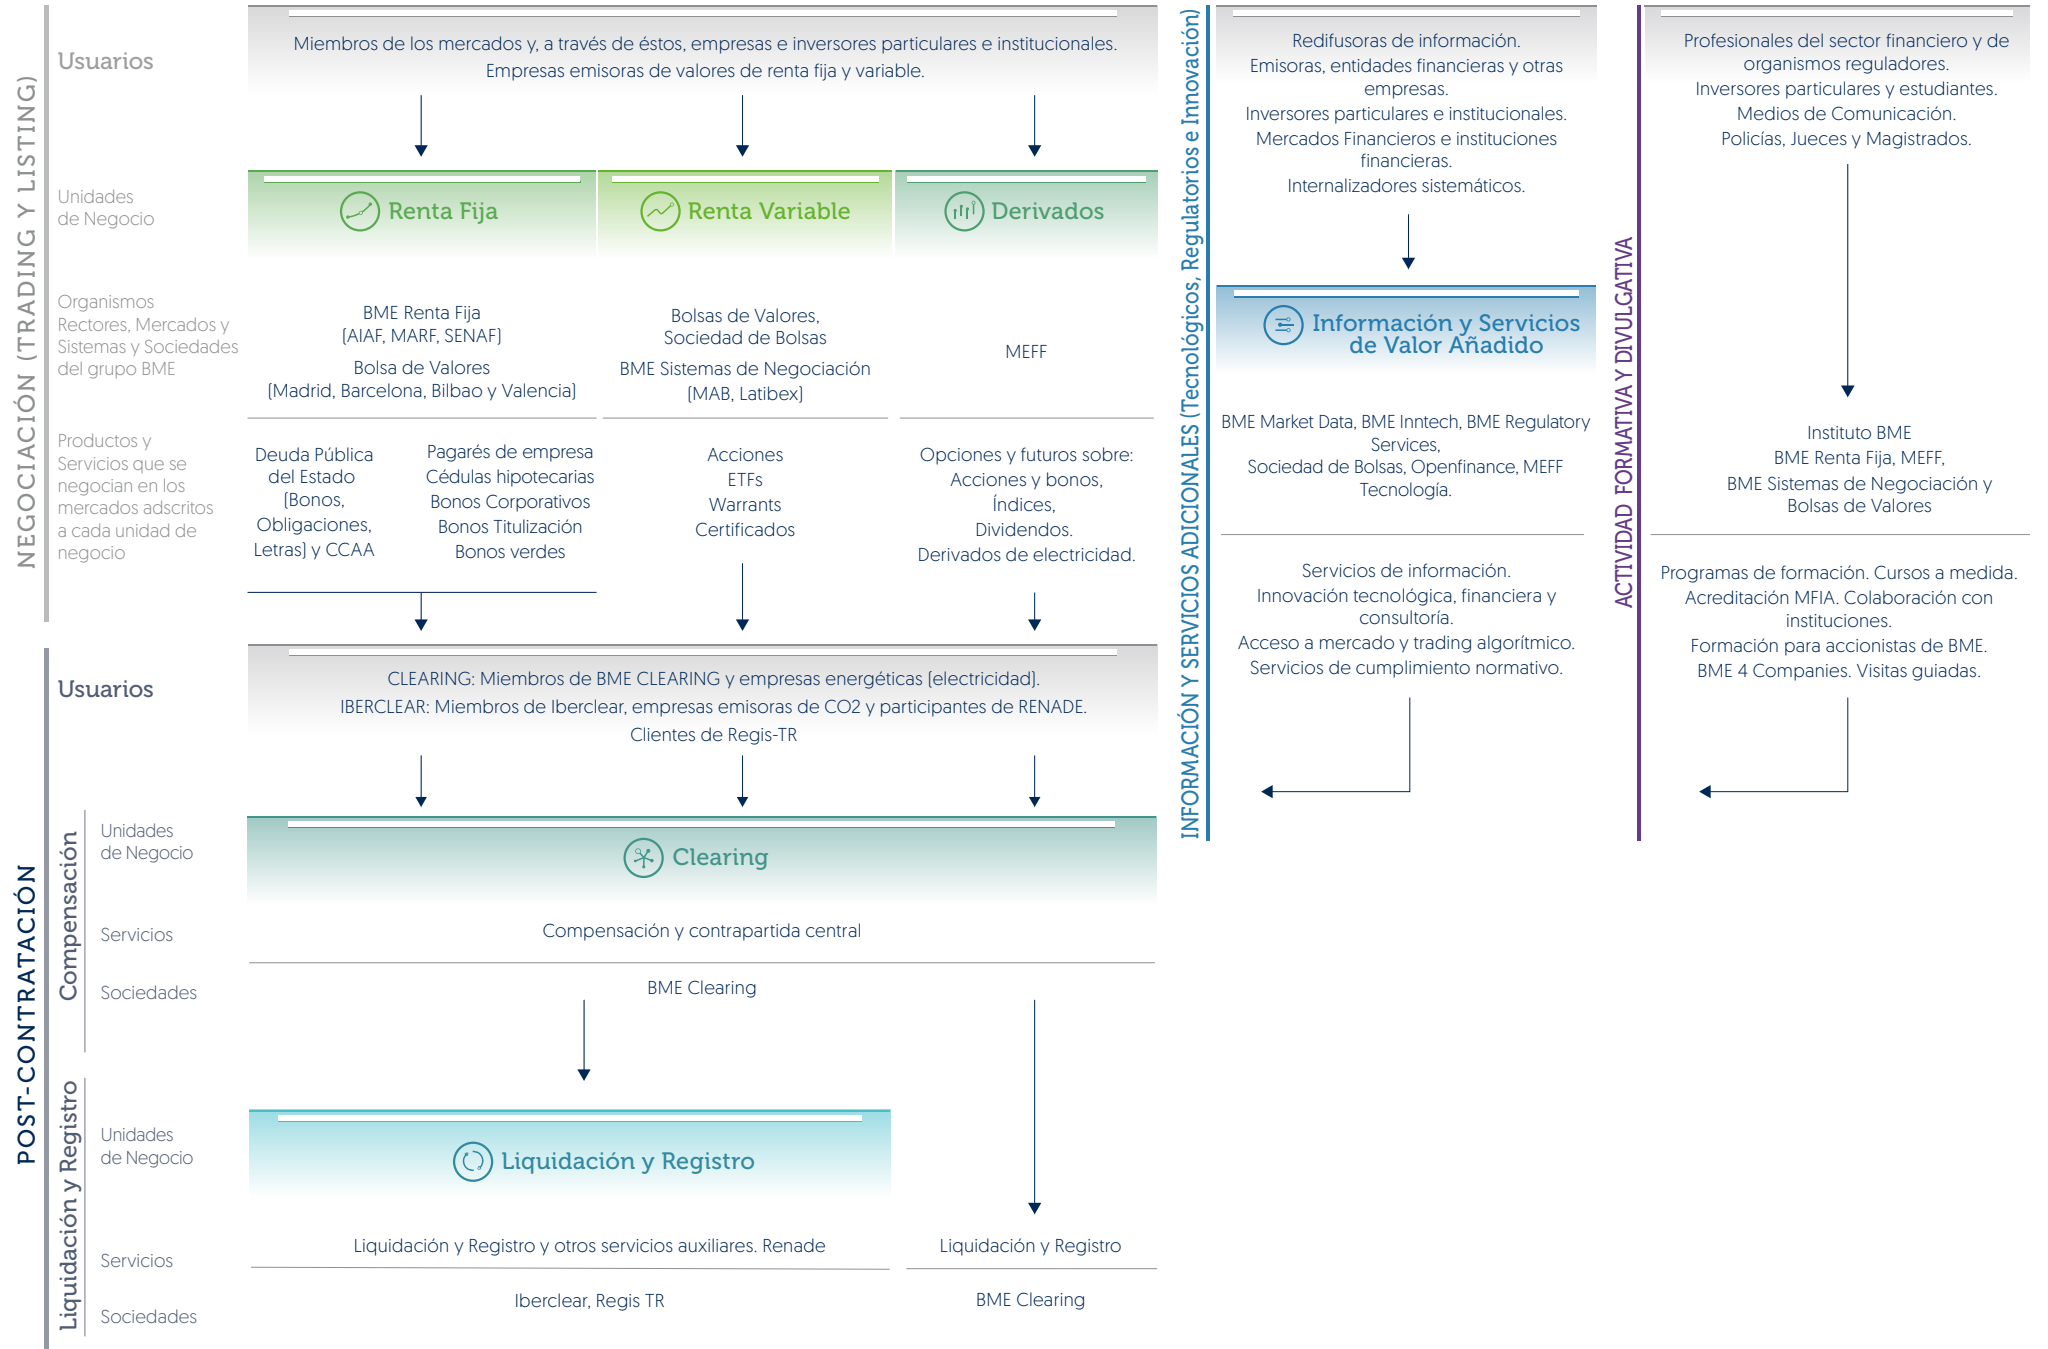 NEGOCIACIÓN (TRADING Y LISTING)
Usuarios
Miembros de los mercados y, a través de éstos, empresas e inversores particulares e institucionales.
Empresas emisoras de valores de renta fija y variable.
Unidades
de Negocio
Renta Fija
Renta Variable
Derivados
Organismos
Rectores, Mercados y
Sistemas y Sociedades
del grupo BME
BME Renta Fija
(AIAF, MARF, SENAF)
Bolsa de Valores
(Madrid, Barcelona, Bilbao y Valencia)
Bolsas de Valores,
Sociedad de Bolsas
BME Sistemas de Negociación
(MAB, Latibex)
MEFF
Productos y
Servicios que se
negocian en los
mercados adscritos
a cada unidad de
negocio
Deuda Pública
del Estado
(Bonos,
Obligaciones,
Letras) y CCAA
Pagarés de empresa
Cédulas hipotecarias
Bonos Corporativos
Bonos Titulización
Bonos verdes
Acciones
ETFs
Warrants
Certificados
Opciones y futuros sobre:
Acciones y bonos,
Índices,
Dividendos.
Derivados de electricidad.
POST-CONTRATACIÓN
Usuarios
CLEARING: Miembros de BME CLEARING y empresas energéticas (electricidad).
IBERCLEAR: Miembros de Iberclear, empresas emisoras de CO2 y participantes de RENADE.
Clientes de Regis-TR
Compensación
Unidades
de Negocio
Clearing
Servicios
Compensación y contrapartida central
Sociedades
BME Clearing
Liquidación y Registro
Unidades
de Negocio
Liquidación y Registro
Servicios
Liquidación y Registro y otros servicios auxiliares. Renade
Liquidación y Registro
Sociedades
Iberclear, Regis TR
BME Clearing
INFORMACIÓN Y SERVICIOS ADICIONALES (Tecnológicos, Regulatorios e Innovación)
Redifusoras de información.
Emisoras, entidades financieras y otras
empresas.
Inversores particulares e institucionales.
Mercados Financieros e instituciones
financieras.
Internalizadores sistemáticos.
Información y Servicios
de Valor Añadido
BME Market Data, BME Inntech, BME Regulatory
Services,
Sociedad de Bolsas, Openfinance, MEFF
Tecnología.
Servicios de información.
Innovación tecnológica, financiera y
consultoría.
Acceso a mercado y trading algorítmico.
Servicios de cumplimiento normativo.
ACTIVIDAD FORMATIVA Y DIVULGATIVA
Profesionales del sector financiero y de
organismos reguladores.
Inversores particulares y estudiantes.
Medios de Comunicación.
Policías, Jueces y Magistrados.
Instituto BME
BME Renta Fija, MEFF,
BME Sistemas de Negociación y
Bolsas de Valores
Programas de formación. Cursos a medida.
Acreditación MFIA. Colaboración con
instituciones.
Formación para accionistas de BME.
BME 4 Companies. Visitas guiadas.